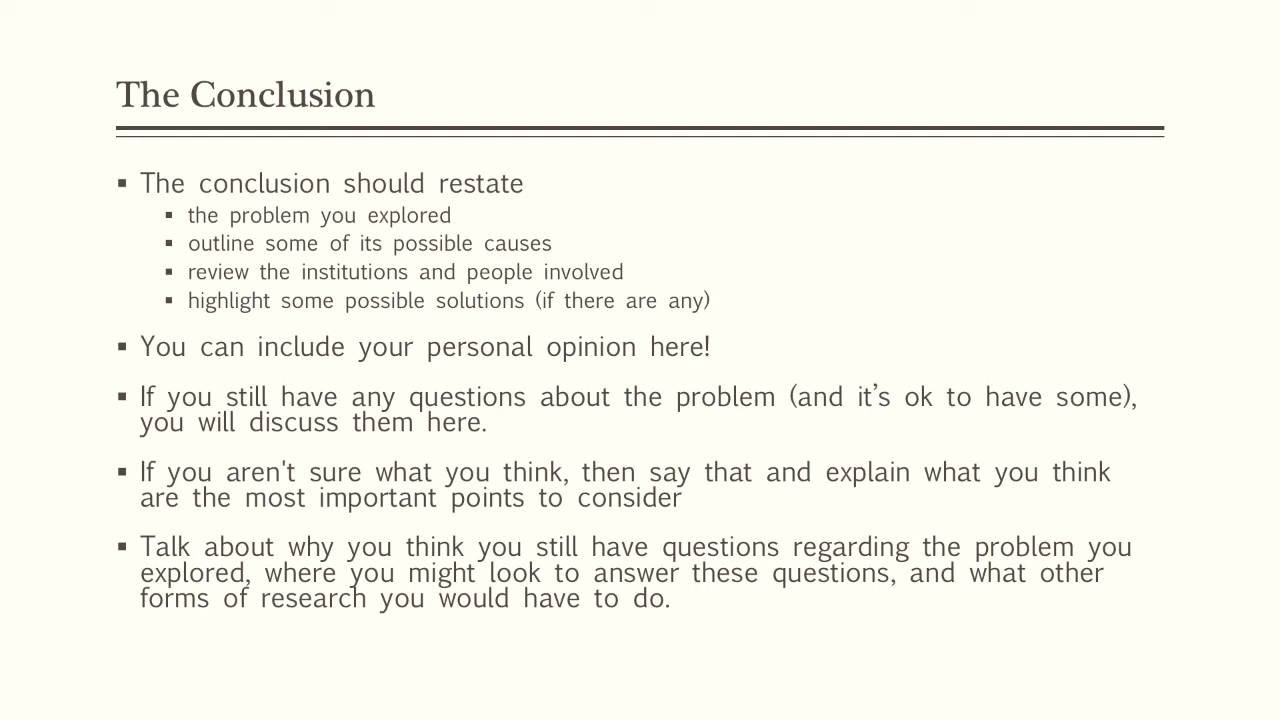 The Conclusion
▪ The conclusion should restate
▪ the problem you explored
▪ outline some of its possible causes
▪ review the institutions and people involved
▪ highlight some possible solutions (if there are any)
▪ You can include your personal opinion here!
▪ If you still have any questions about the problem (and it’s ok to have some),
you will discuss them here.
▪ If you aren't sure what you think, then say that and explain what you think
are the most important points to consider
▪ Talk about why you think you still have questions regarding the problem you
explored, where you might look to answer these questions, and what other
forms of research you would have to do.